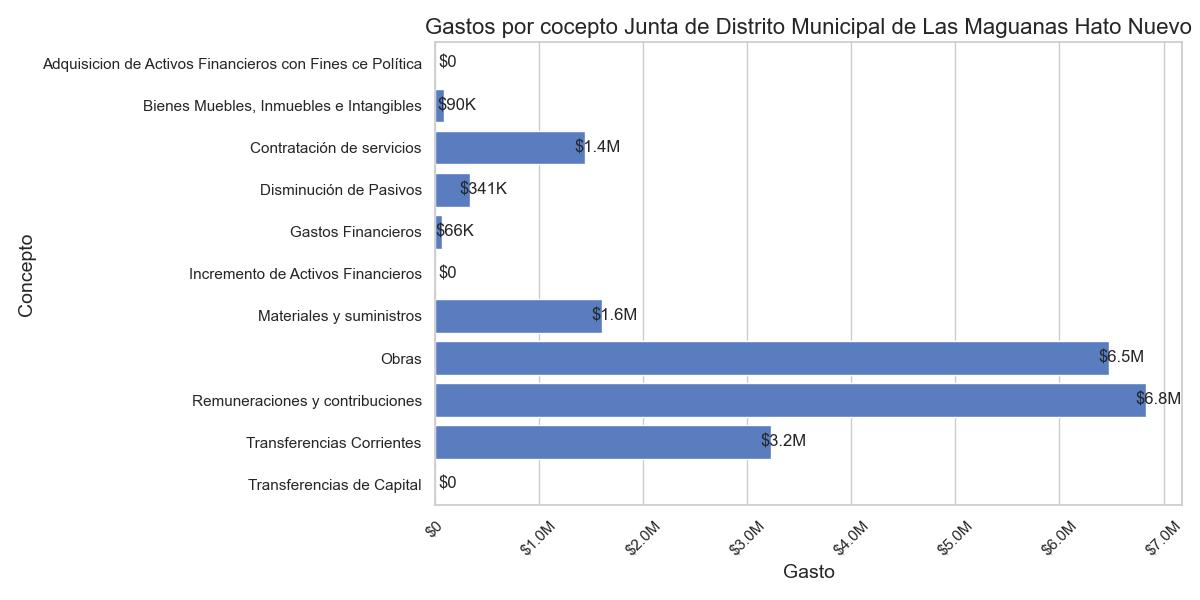 Gastos por cocepto Junta de Distrito Municipal de Las Maguanas Hato Nuevo
Adquisicion de Activos Financieros con Fines ce Política $0
Bienes Muebles, Inmuebles e Intangibles $90K
Contratación de servicios $1.4M
Disminución de Pasivos $341K
Gastos Financieros $66K
Incremento de Activos Financieros $0
Materiales y suministros $1.6M
Obras $6.5M
Remuneraciones y contribuciones $6.8M
Transferencias Corrientes $3.2M
Transferencias de Capital $0
Concepto
$0 $1.0M $2.0M $3.0M $4.0M $5.0M $6.0M $7.0M
Gasto